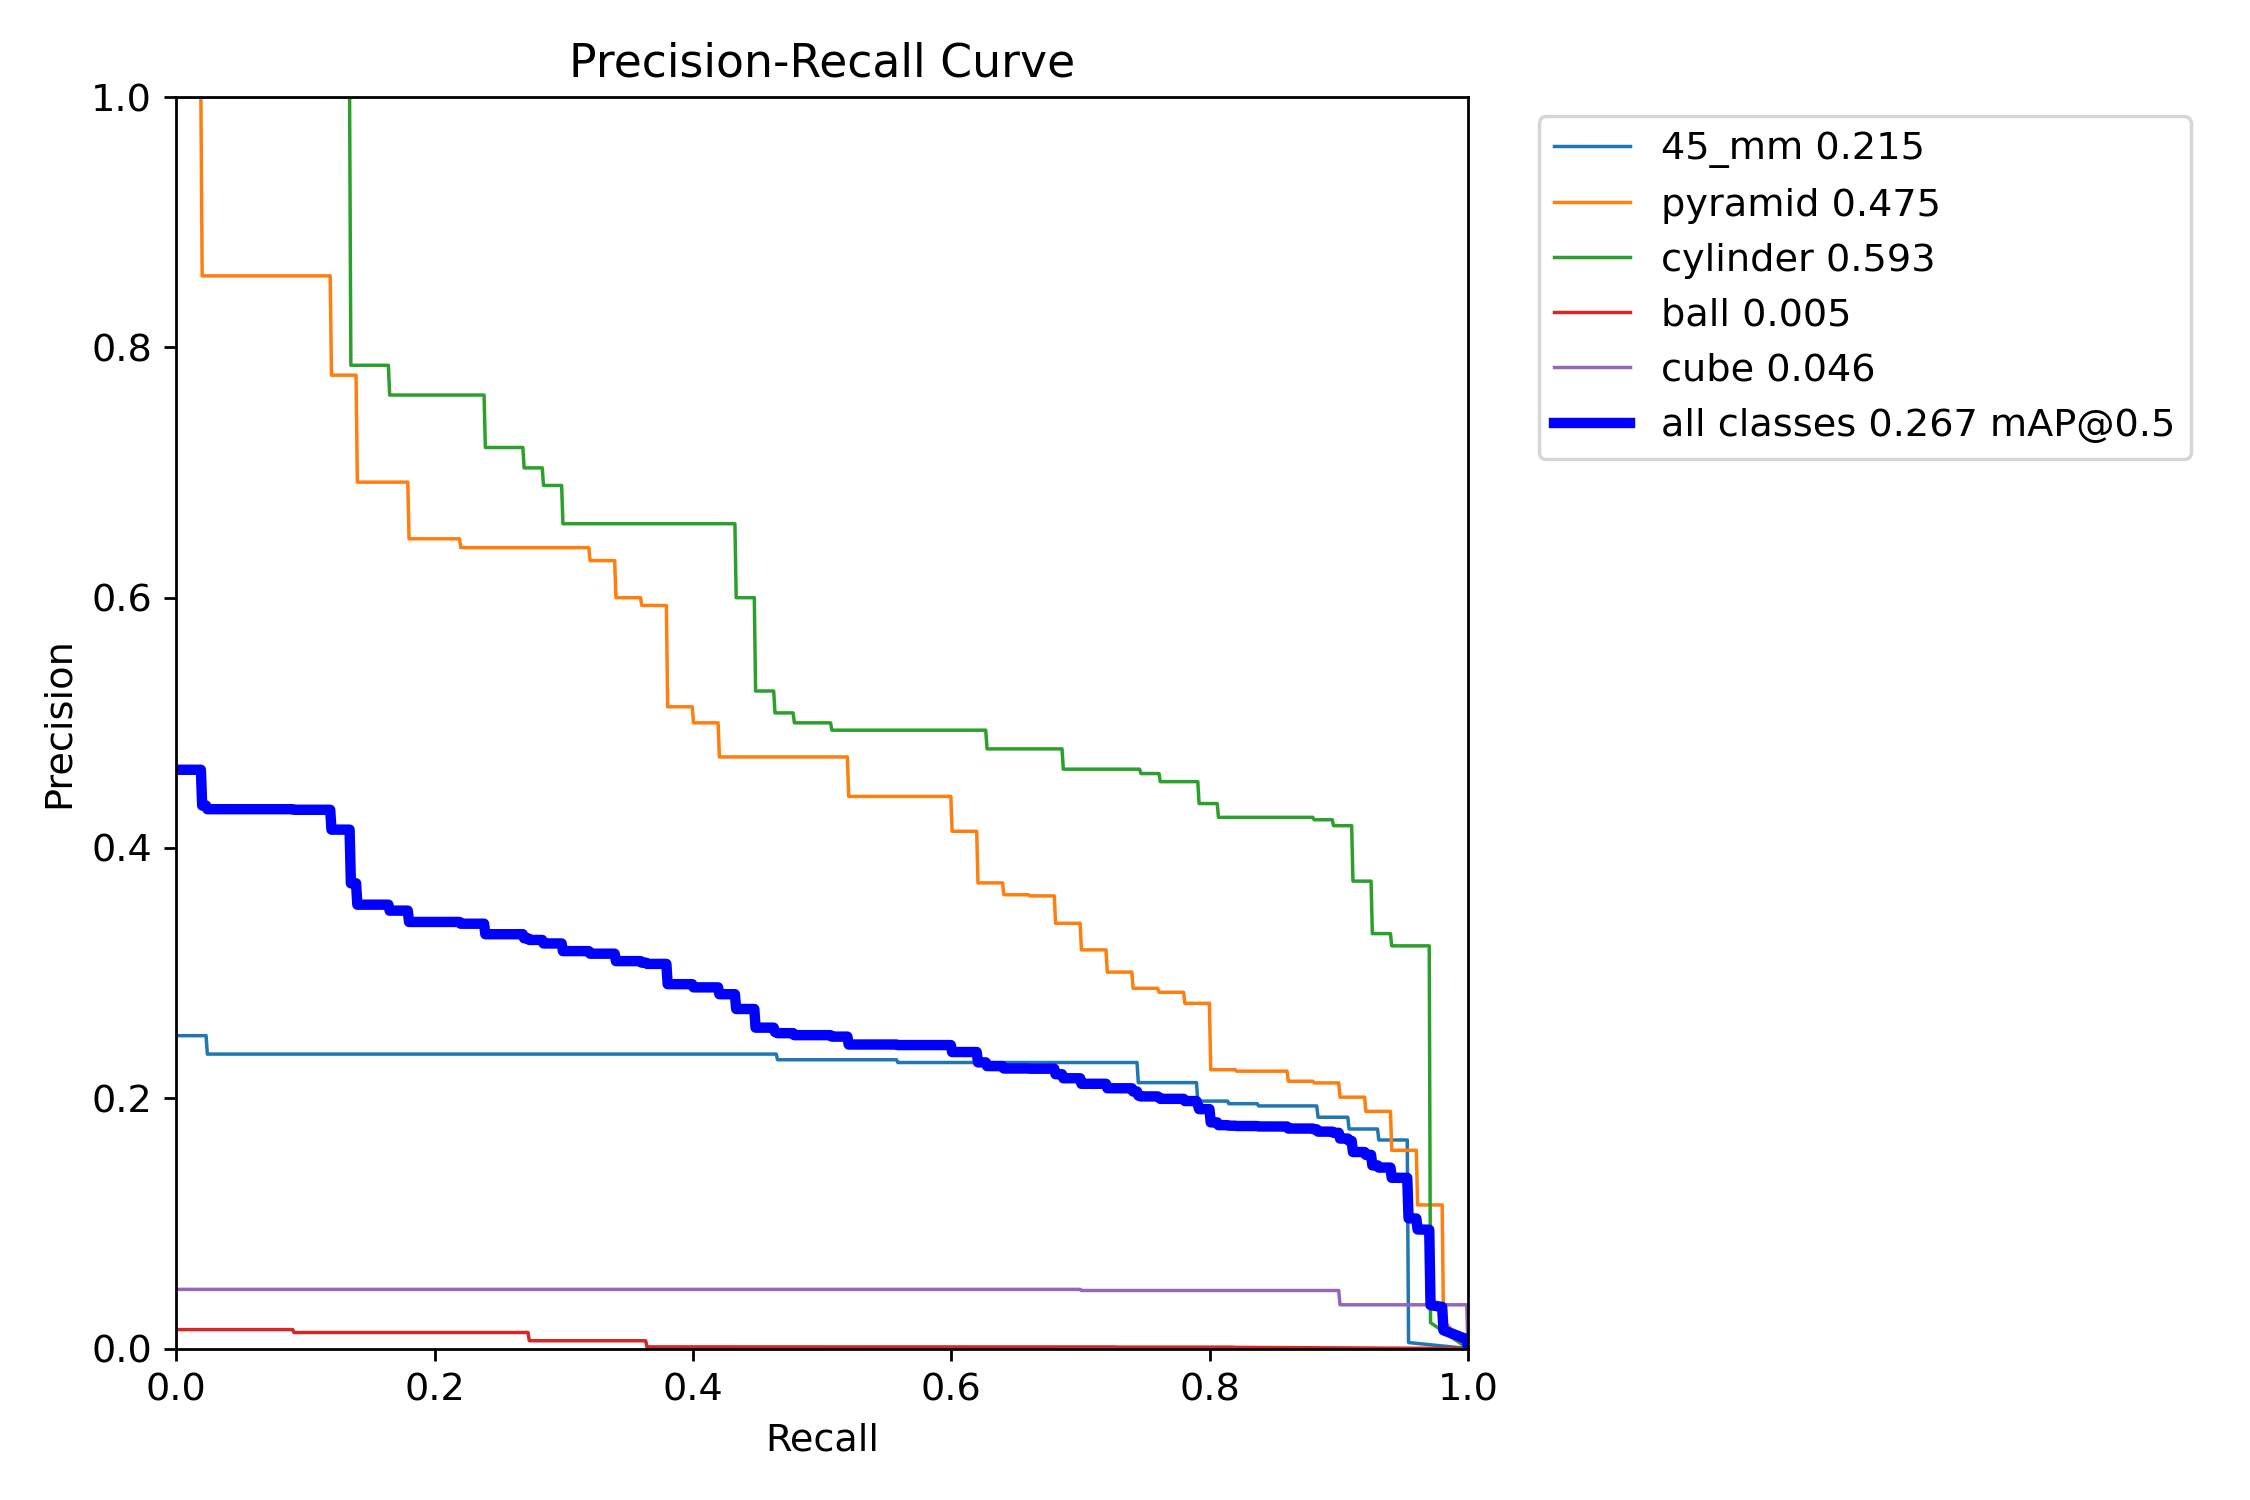 Precision-Recall Curve
1.0
0.8
0.6
0.4
0.2
0.0
Precision
0.0 0.2 0.4 0.6 0.8 1.0
Recall
45_mm 0.215
pyramid 0.475
cylinder 0.593
ball 0.005
cube 0.046
all classes 0.267 mAP@0.5